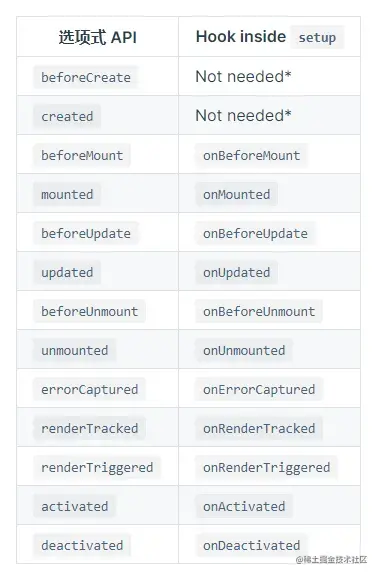 选项式 API Hook inside setup
beforeCreate Not needed*
created Not needed*
beforeMount onBeforeMount
mounted onMounted
beforeUpdate onBeforeUpdate
updated onUpdated
beforeUnmount onBeforeUnmount
unmounted onUnmounted
errorCaptured onErrorCaptured
renderTracked onRenderTracked
renderTriggered onRenderTriggered
activated onActivated
deactivated onDeactivated
@稀土掘金技术社区